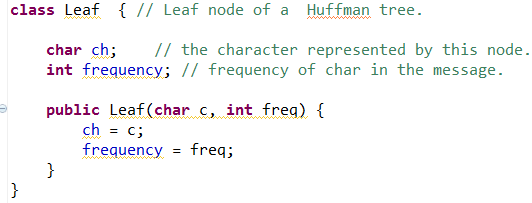 class Leaf  { // Leaf node of a  Huffman tree.
    char ch;    // the character represented by this node.
    int frequency; // frequency of char in the message.
    public Leaf(char c, int freq) {
        ch = c;
        frequency = freq;
    }
}